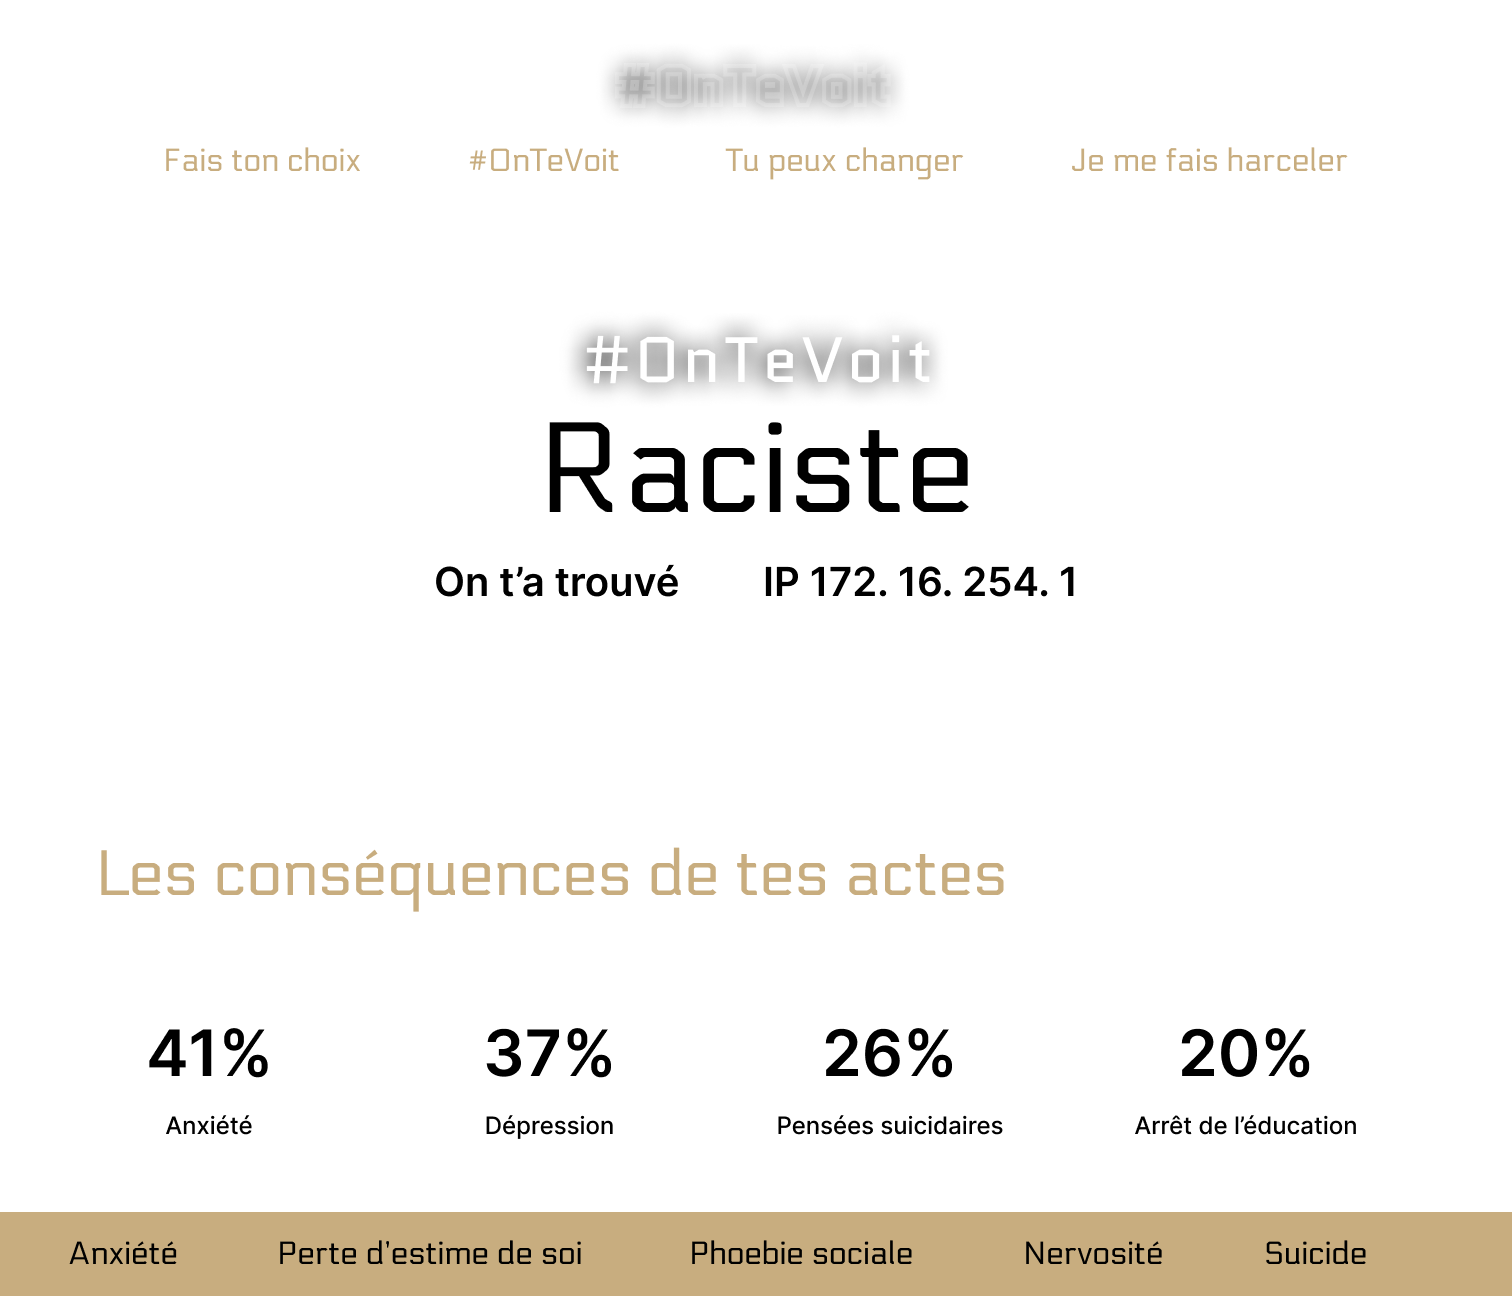 #OnTeVoit
Fais ton choix #OnTeVoit Tu peux changer Je me fais harceler
#OnTeVoit
Raciste
On t’a trouvé IP 172. 16. 254. 1
Les conséquences de tes actes
41% 37% 26% 20%
Anxiété Dépression Pensées suicidaires Arrêt de l’éducation
Anxiété Perte d'estime de soi Phoebie sociale Nervosité Suicide